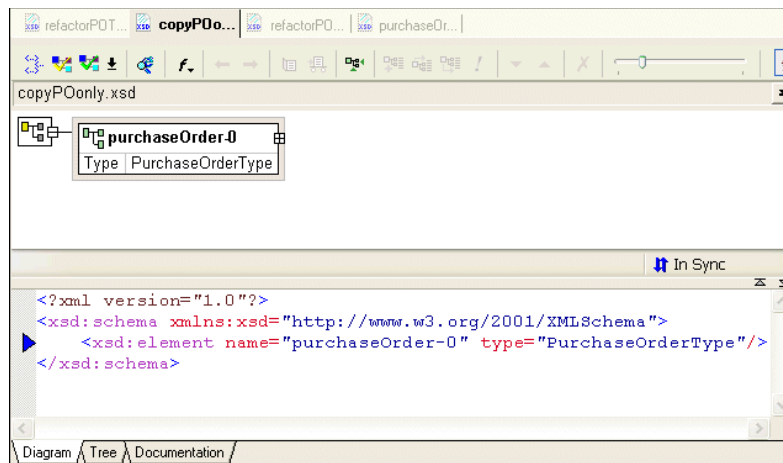 refactorPOT... copyPOo... refactorPO... purchaseOr...
copyPOonly.xsd
purchaseOrder-0
Type PurchaseOrderType
In Sync
<?xml version="1.0"?>
<xsd:schema xmlns:xsd="http://www.w3.org/2001/XMLSchema">
<xsd:element name="purchaseOrder-0" type="PurchaseOrderType"/>
</xsd:schema>
Diagram Tree Documentation